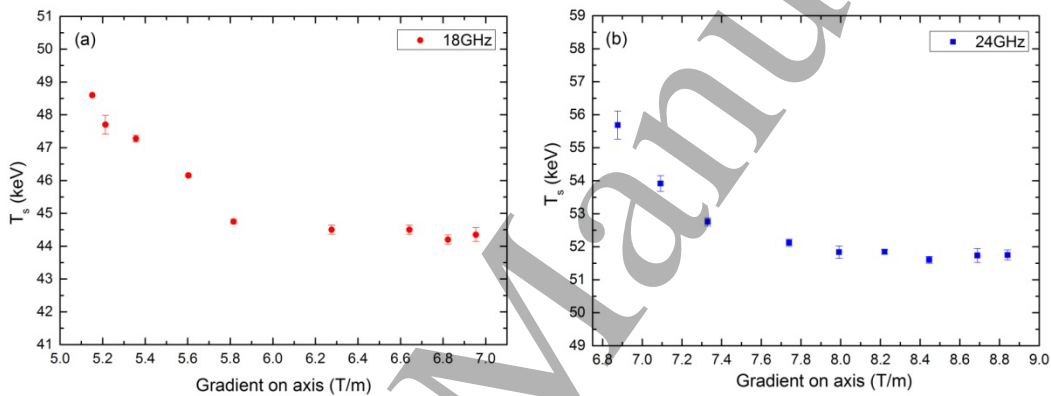 (a)
18GHz
51
50
49
48
47
46
45
44
43
42
41
T_s (keV)
5.0 5.2 5.4 5.6 5.8 6.0 6.2 6.4 6.6 6.8 7.0
Gradient on axis (T/m)
(b)
24GHz
59
58
57
56
55
54
53
52
51
50
49
T_s (keV)
6.8 7.0 7.2 7.4 7.6 7.8 8.0 8.2 8.4 8.6 8.8 9.0
Gradient on axis (T/m)
Manu